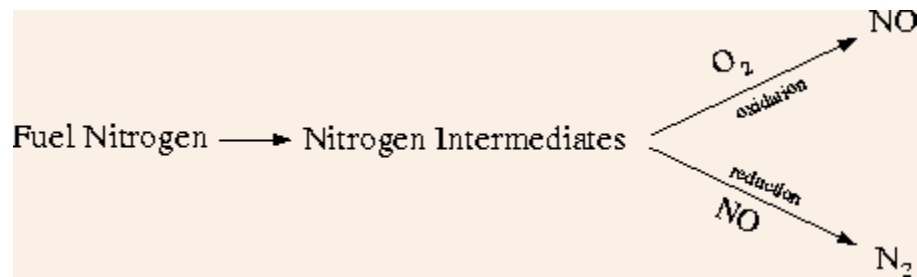 NO
O₂
oxidation
Fuel Nitrogen
Nitrogen Intermediates
reduction
NO
N₂